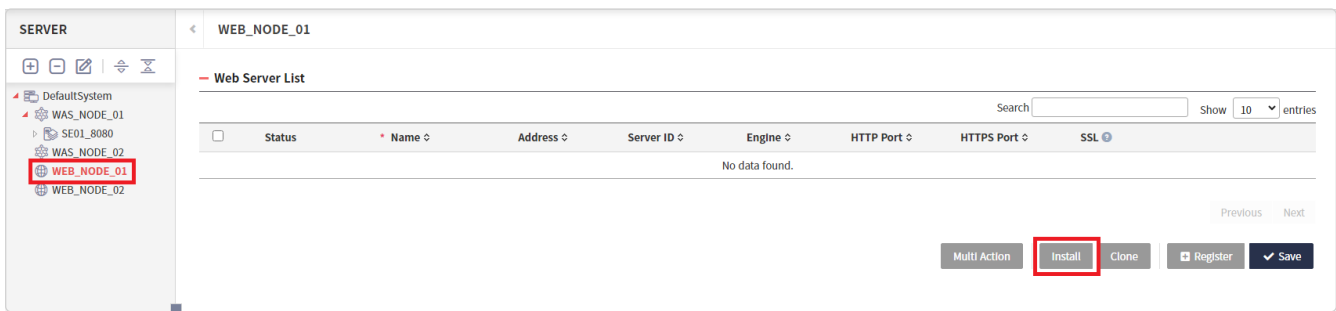 SERVER
WEB_NODE_01
DefaultSystem
WAS_NODE_01
SE01_8080
WAS_NODE_02
WEB_NODE_01
WEB_NODE_02
Web Server List
Search Show 10 entries
Status * Name Address Server ID Engine HTTP Port HTTPS Port SSL ?
No data found.
Previous Next
Multi Action Install Clone Register Save